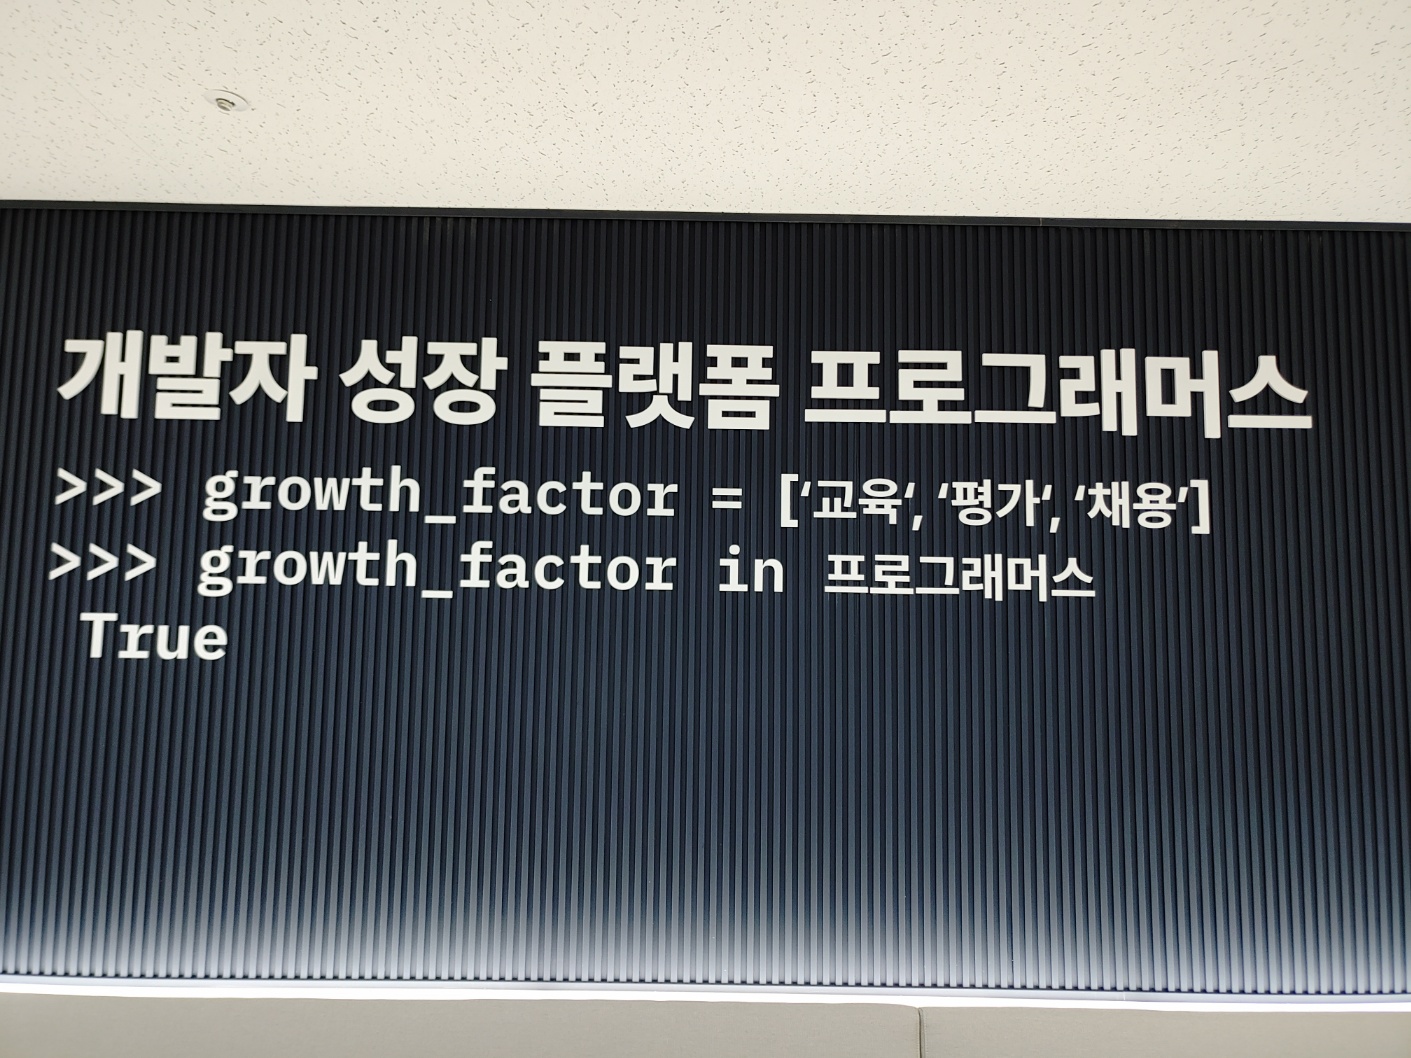 개발자 성장 플랫폼 프로그래머스
>>> growth_factor = [‘교육‘, ‘평가‘, ‘채용’]
>>> growth_factor in 프로그래머스
True